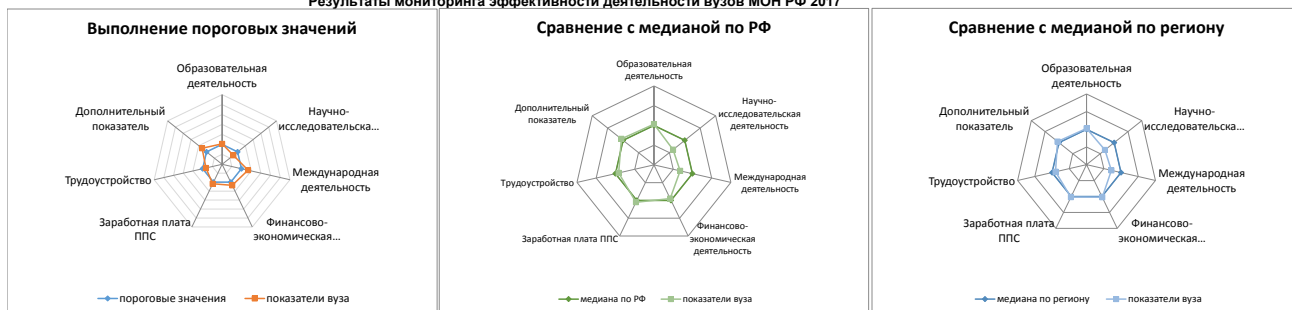 Результаты мониторинга эффективности деятельности вузов МОН РФ 2017
Выполнение пороговых значений
Образовательная
деятельность
Научно-
исследовательска...
Международная
деятельность
Финансово-
экономическая...
Заработная плата
ППС
Трудоустройство
Дополнительный
показатель
пороговые значения
показатели вуза
Сравнение с медианой по РФ
Образовательная
деятельность
Научно-
исследовательская
деятельность
Международная
деятельность
Финансово-
экономическая
деятельность
Заработная плата ППС
Трудоустройство
Дополнительный
показатель
медиана по РФ
показатели вуза
Сравнение с медианой по региону
Образовательная
деятельность
Научно-
исследовательска...
Международная
деятельность
Финансово-
экономическая...
Заработная плата
ППС
Трудоустройство
Дополнительный
показатель
медиана по региону
показатели вуза